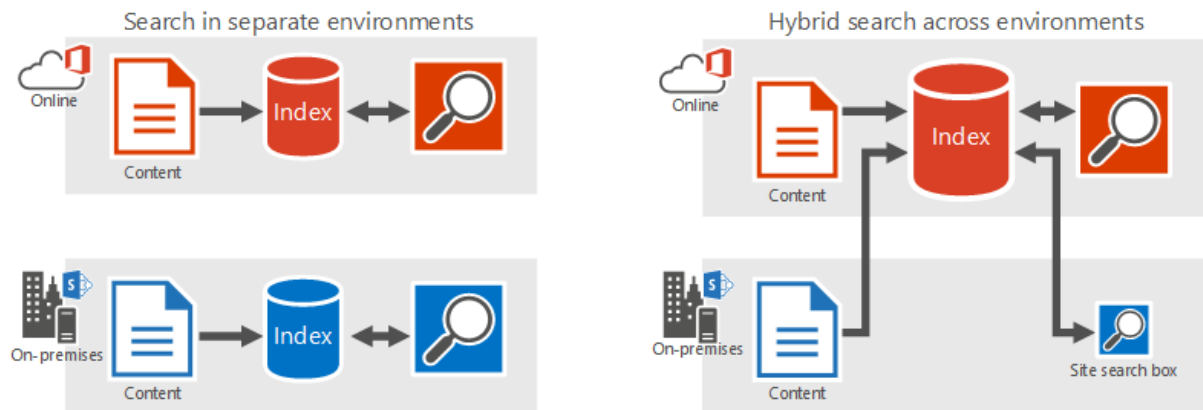 Search in separate environments
Online
Index
Content
S
On-premises
Index
Content
Hybrid search across environments
Online
Index
Content
S
On-premises
Content
Site search box